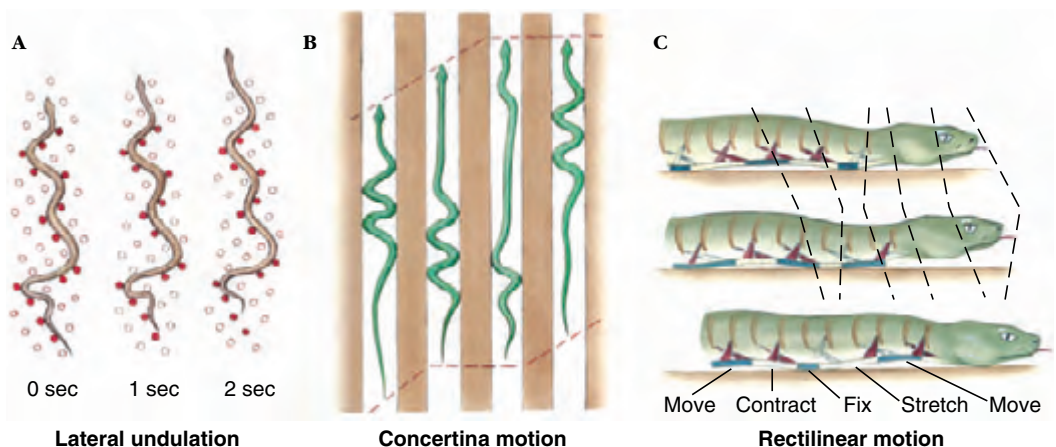 A
B
C
0 sec 1 sec 2 sec
Move Contract Fix Stretch Move
Lateral undulation
Concertina motion
Rectilinear motion